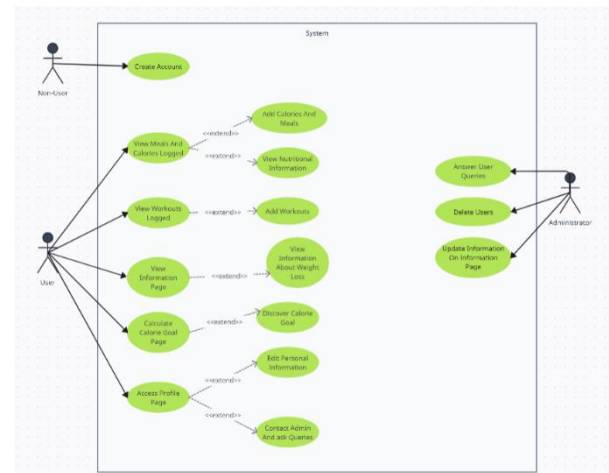 System
Non-User
Create Account
Add Calories And
Meals
<<extend>>
View Meals And
Calories Logged
<<extend>>
View Nutritional
Information
View Workouts
Logged
<<extend>>
Add Workouts
User
View
Information
Page
<<extend>>
View
Information
About Weight
Loss
Calculate
Calorie Goal
Page
<<extend>>
Discover Calorie
Goal
Access Profile
Page
<<extend>>
Edit Personal
Information
<<extend>>
Contact Admin
And ask Queries
Answer User
Queries
Delete Users
Administrator
Update Information
On Information
Page